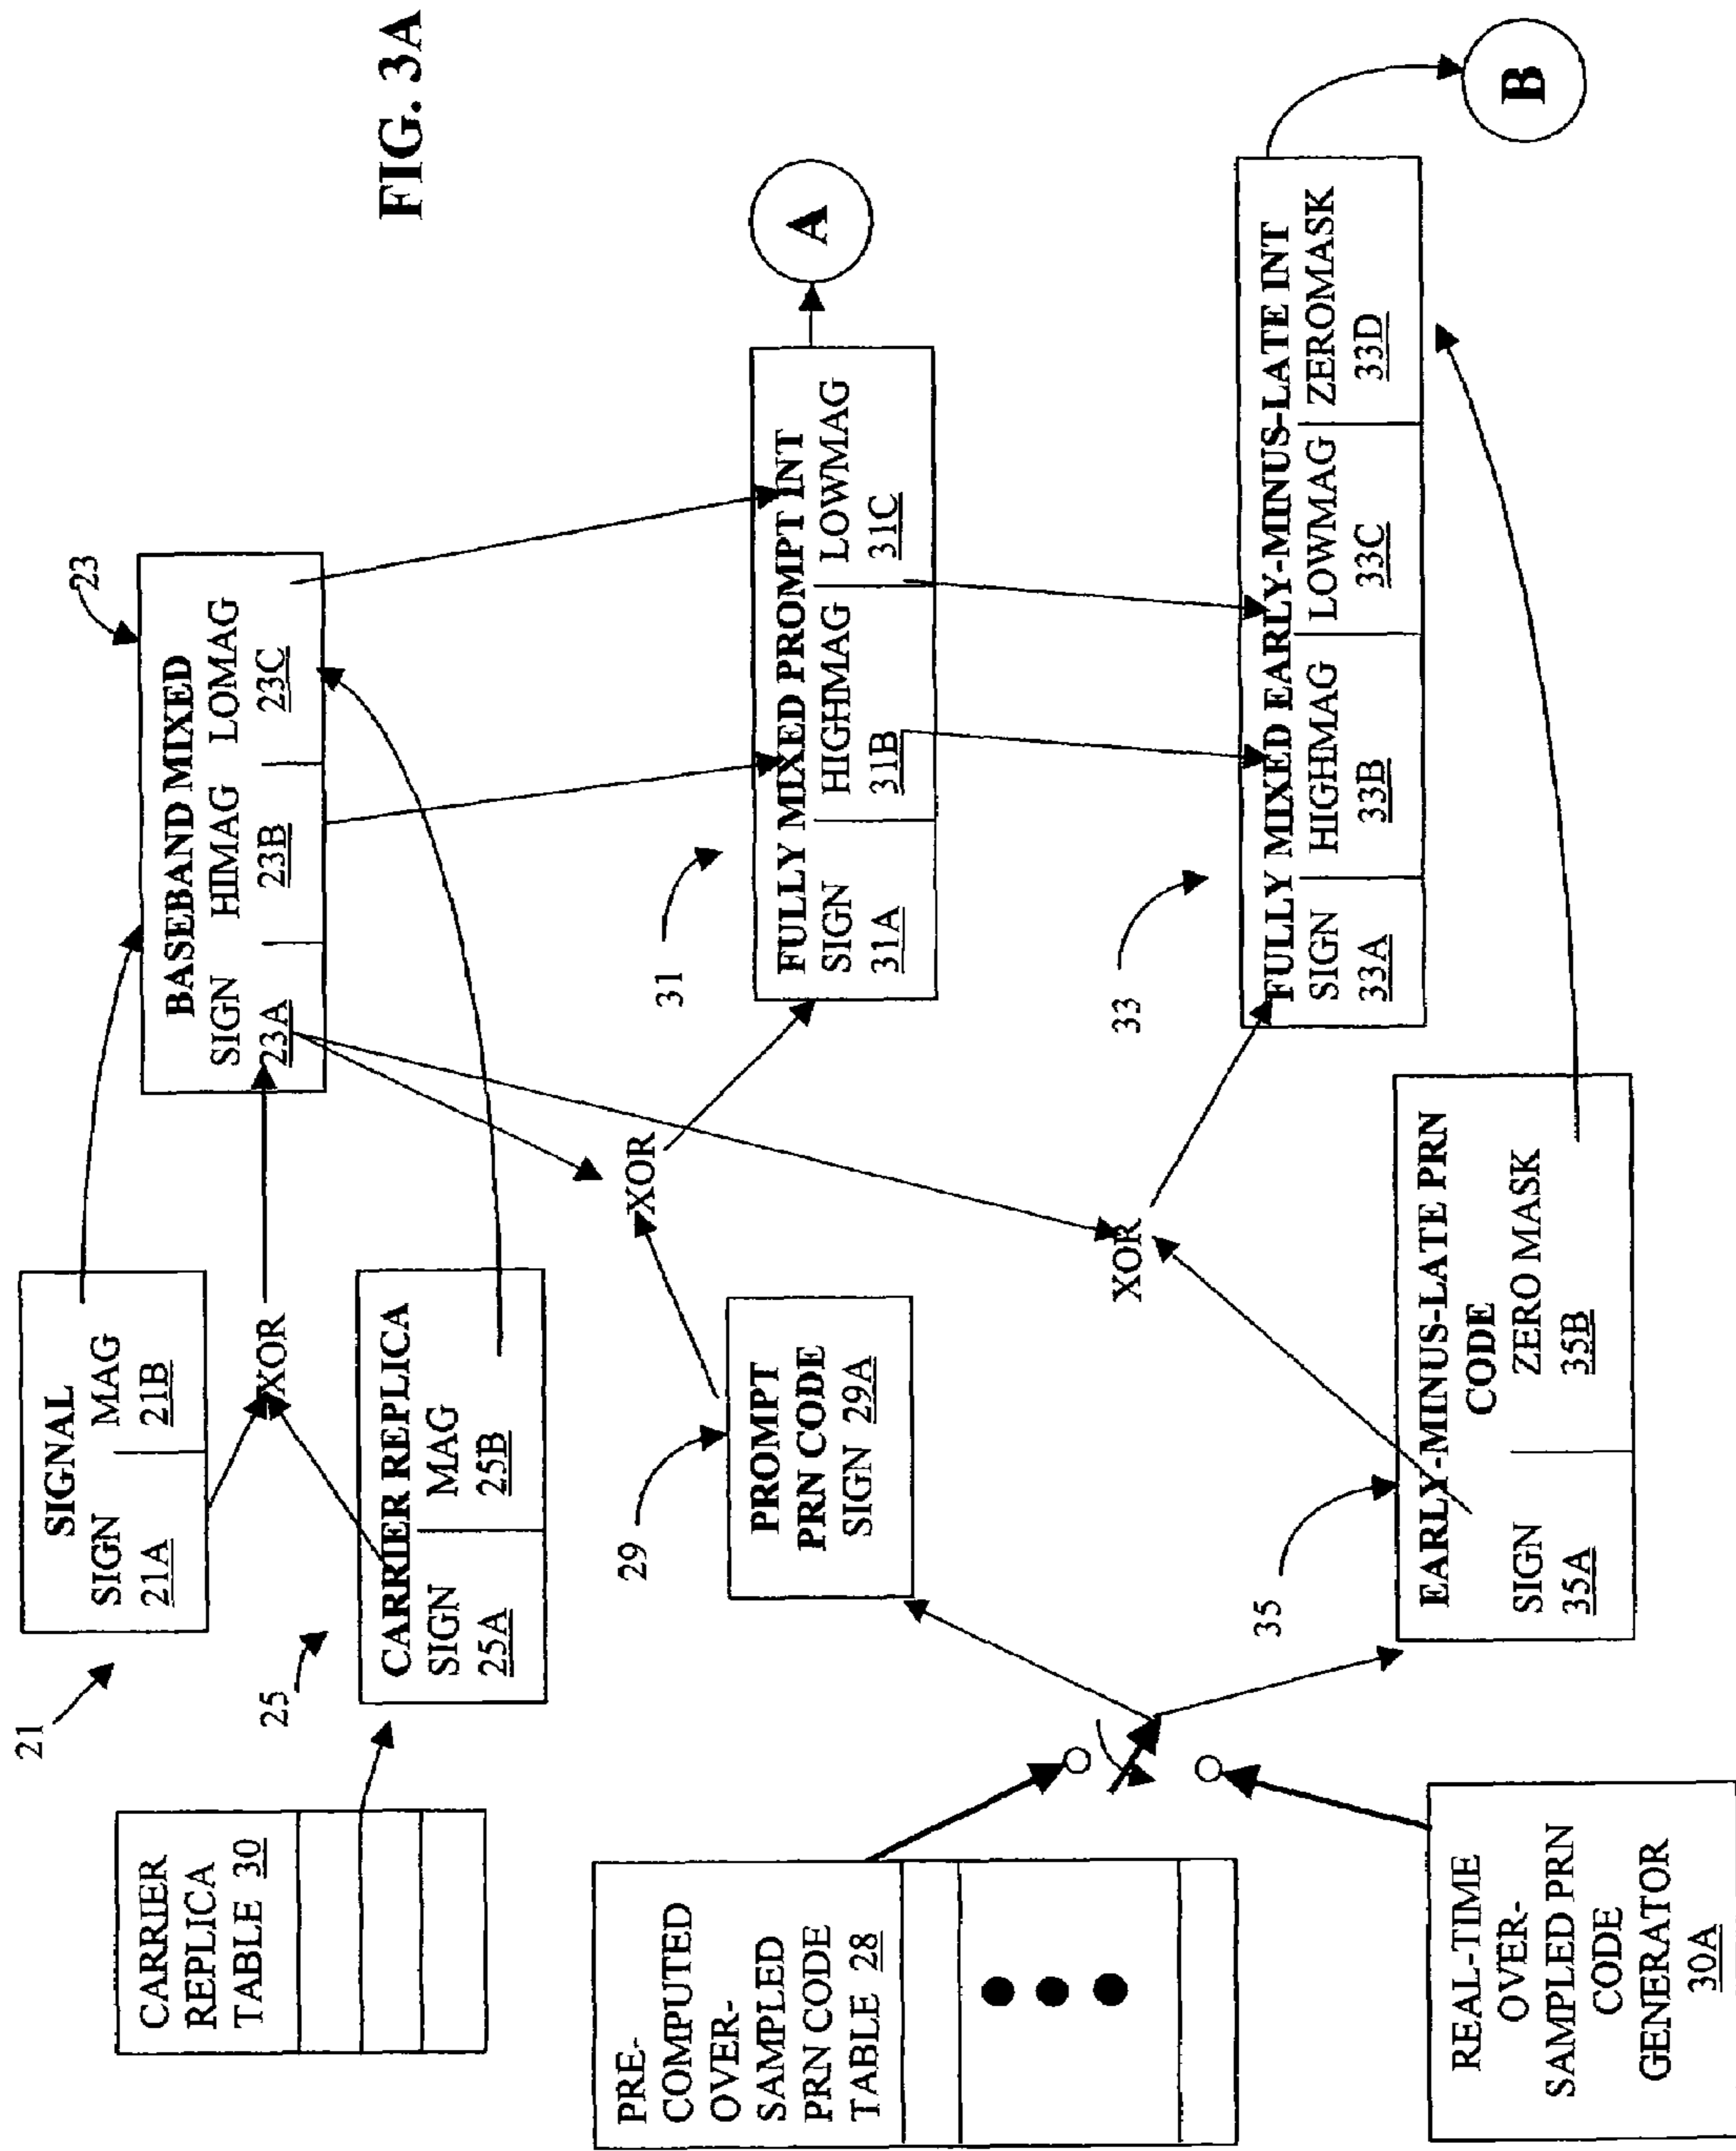 FIG. 3A
21
SIGNAL
SIGN MAG
21A 21B
XOR
23
BASEBAND MIXED
SIGN HIMAG LOMAG
23A 23B 23C
CARRIER
REPLICA
TABLE 30
25
CARRIER REPLICA
SIGN MAG
25A 25B
XOR
29
PROMPT
PRN CODE
SIGN 29A
31
FULLY MIXED PROMPT INT
SIGN HIGHMAG LOWMAG
31A 31B 31C
A
PRE-
COMPUTED
OVER-
SAMPLED
PRN CODE
TABLE 28
XOR
33
FULLY MIXED EARLY-MINUS-LATE INT
SIGN HIGHMAG LOWMAG ZEROMASK
33A 33B 33C 33D
B
35
EARLY-MINUS-LATE PRN
CODE
SIGN ZERO MASK
35A 35B
REAL-TIME
OVER-
SAMPLED PRN
CODE
GENERATOR
30A